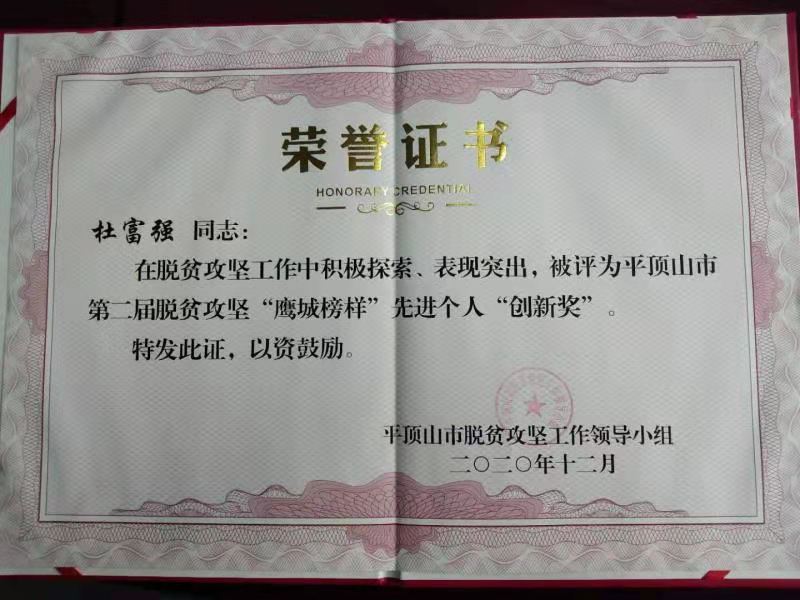 荣誉证书
HONORARY CREDENTIAL
杜富强 同志：
在脱贫攻坚工作中积极探索、表现突出，被评为平顶山市
第二届脱贫攻坚“鹰城榜样”先进个人“创新奖”。
特发此证，以资鼓励。
平顶山市脱贫攻坚工作领导小组
二〇二〇年十二月